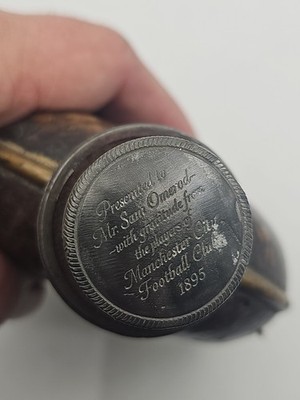 Presented to
Mr. Sam Omerod
with gratitude from
the players of
Manchester City
Football Club
1895